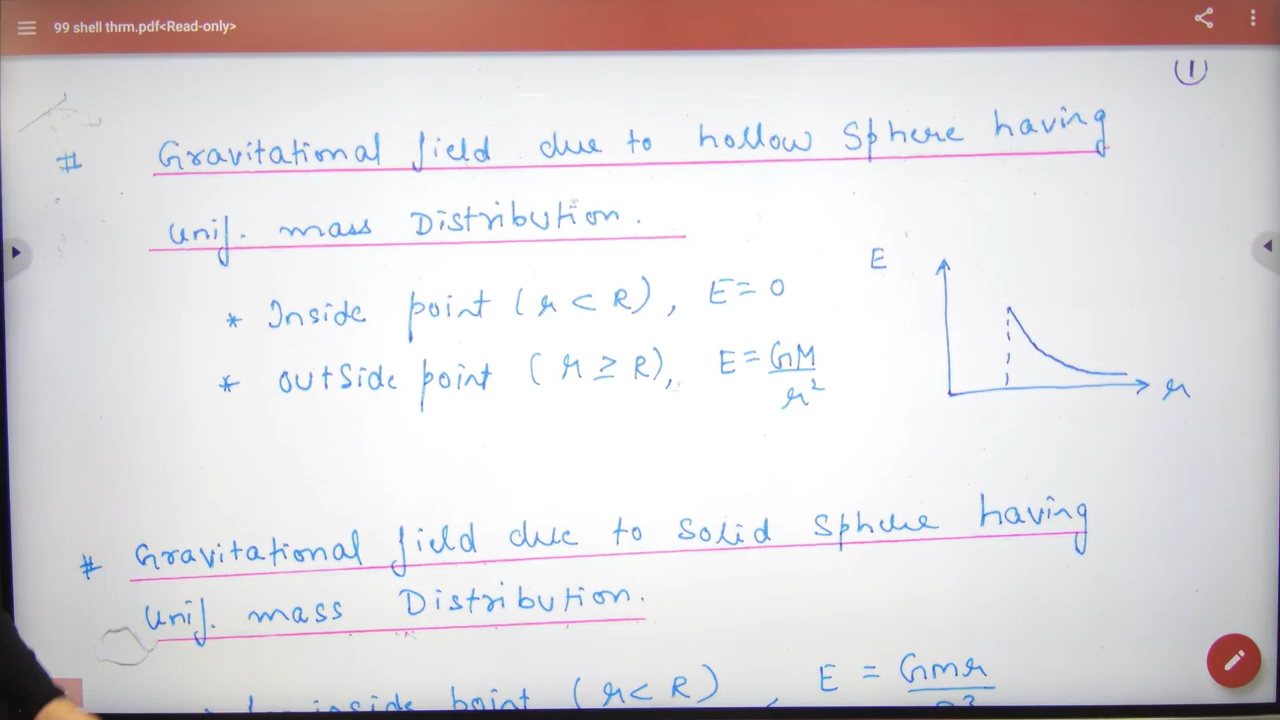 99 shell thrm.pdf<Read-only>
1
# Gravitational field due to hollow Sphere having
Unif. mass Distribution.
* Inside point (r < R), E = 0
* Outside point (r ≥ R), E = GM/r²
E
r
# Gravitational field due to Solid Sphere having
Unif. mass Distribution.
inside point (r < R), E = Gmr